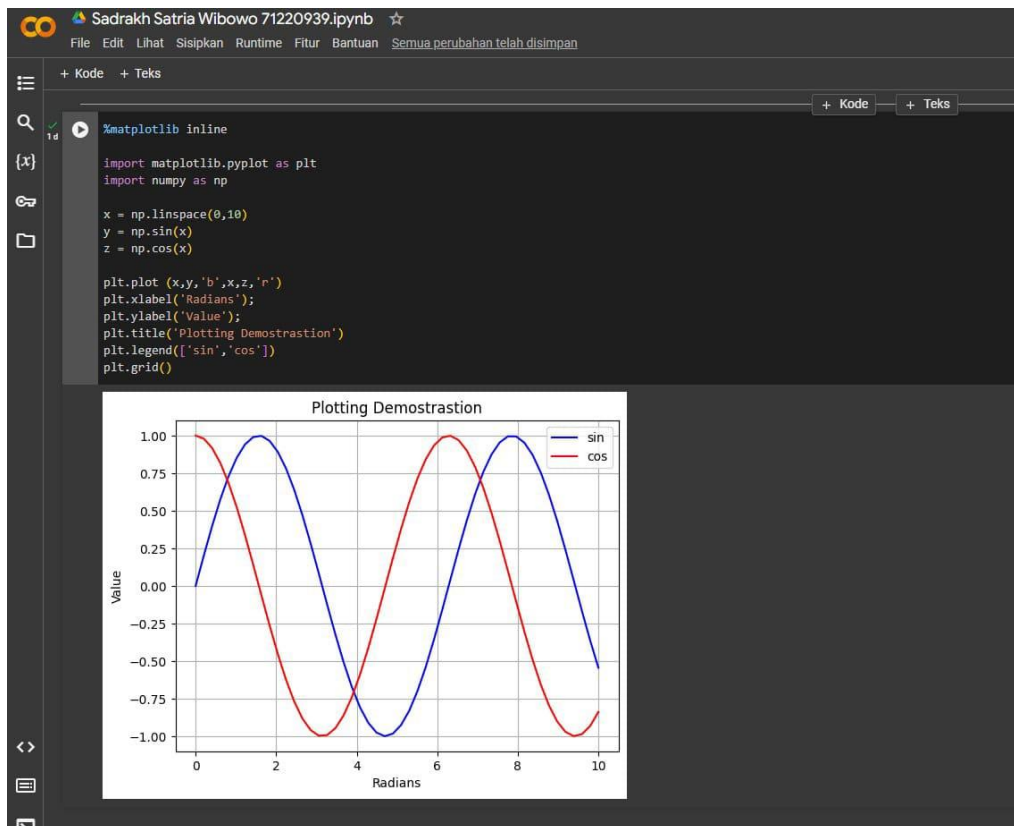 CO Sadrakh Satria Wibowo 71220939.ipynb
File Edit Lihat Sisipkan Runtime Fitur Bantuan Semua perubahan telah disimpan
+ Kode + Teks
+ Kode + Teks
1 d
{x}
%matplotlib inline
import matplotlib.pyplot as plt
import numpy as np
x = np.linspace(0,10)
y = np.sin(x)
z = np.cos(x)
plt.plot (x,y,'b',x,z,'r')
plt.xlabel('Radians');
plt.ylabel('Value');
plt.title('Plotting Demostrastion')
plt.legend(['sin','cos'])
plt.grid()
Plotting Demostrastion
sin
cos
1.00
0.75
0.50
0.25
0.00
−0.25
−0.50
−0.75
−1.00
Value
0 2 4 6 8 10
Radians